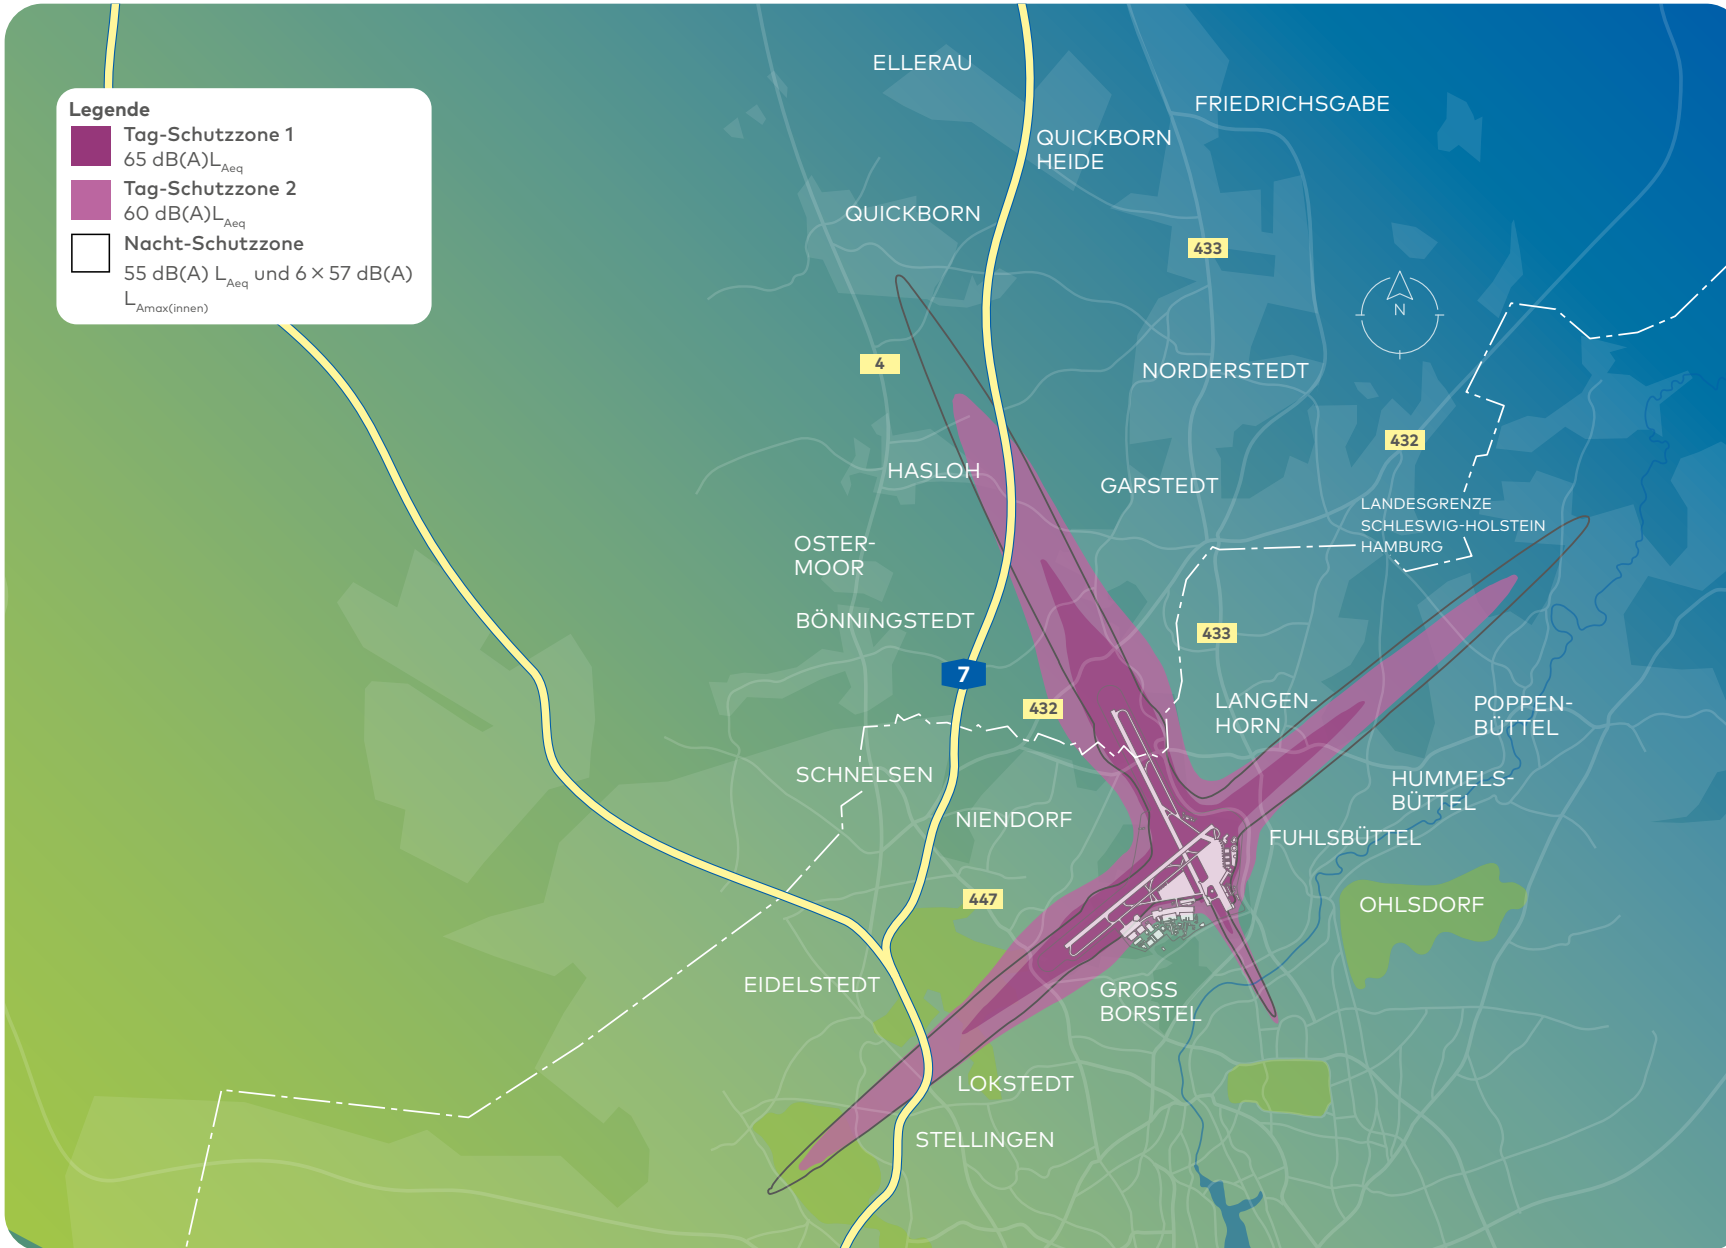 Legende
Tag-Schutzzone 1
65 dB(A)LAeq
Tag-Schutzzone 2
60 dB(A)LAeq
Nacht-Schutzzone
55 dB(A) LAeq und 6 × 57 dB(A)
LAmax(innen)
ELLERAU
FRIEDRICHSGABE
QUICKBORN
HEIDE
QUICKBORN
433
N
4
NORDERSTEDT
432
HASLOH
GARSTEDT
LANDESGRENZE
SCHLESWIG-HOLSTEIN
HAMBURG
OSTER-
MOOR
BÖNNINGSTEDT
433
7
432
LANGEN-
HORN
POPPEN-
BÜTTEL
SCHNELSEN
HUMMELS-
BÜTTEL
NIENDORF
FUHLSBÜTTEL
447
OHLSDORF
EIDELSTEDT
GROSS
BORSTEL
LOKSTEDT
STELLINGEN